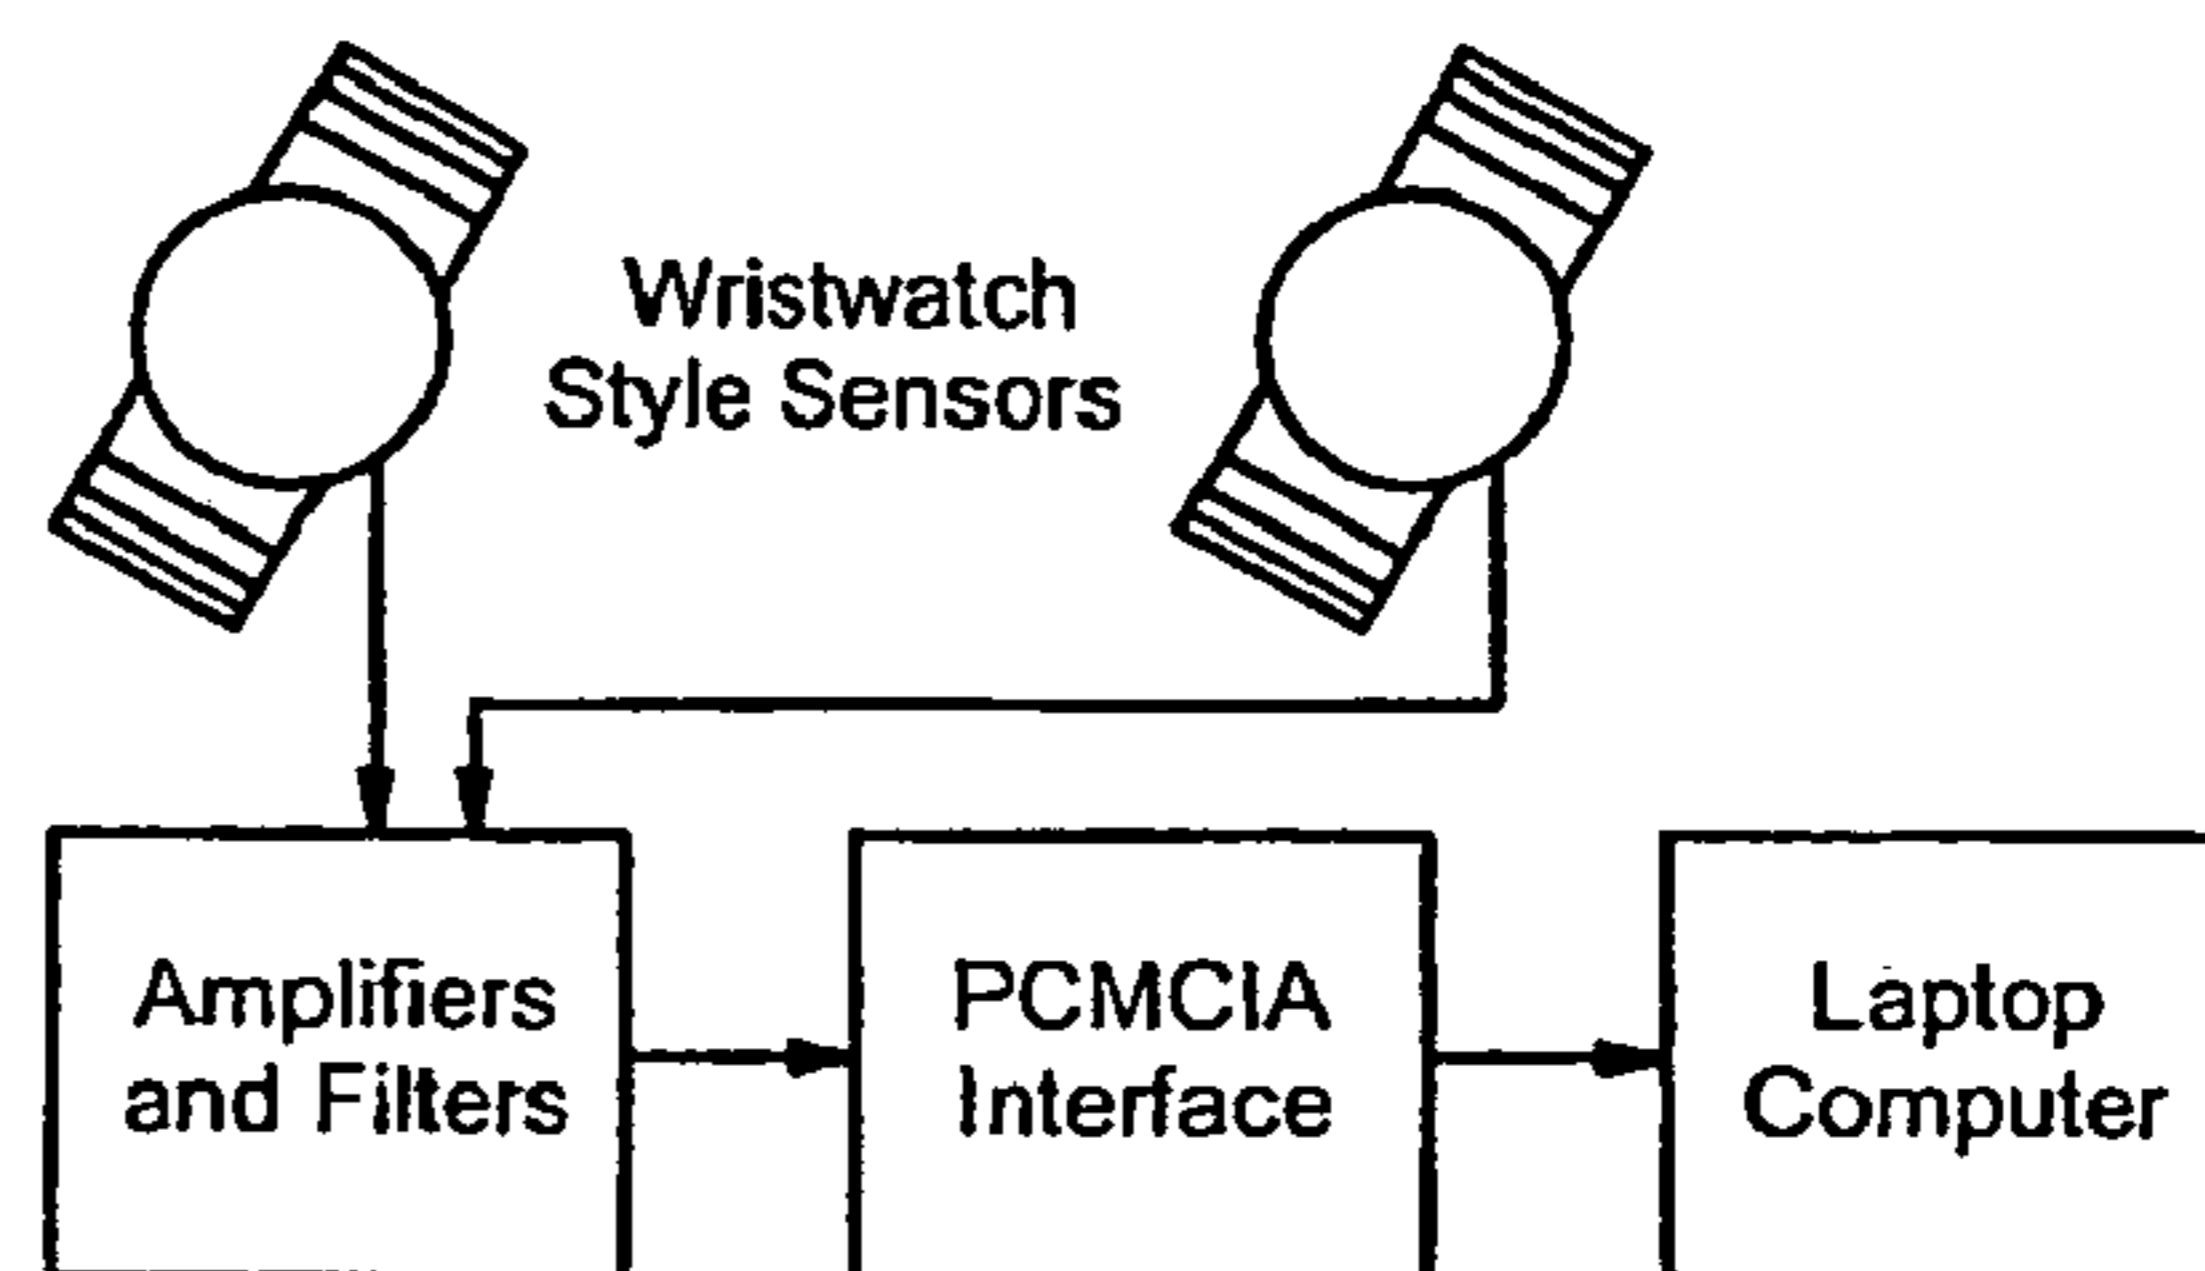 Wristwatch
Style Sensors
Amplifiers
and Filters
PCMCIA
Interface
Laptop
Computer